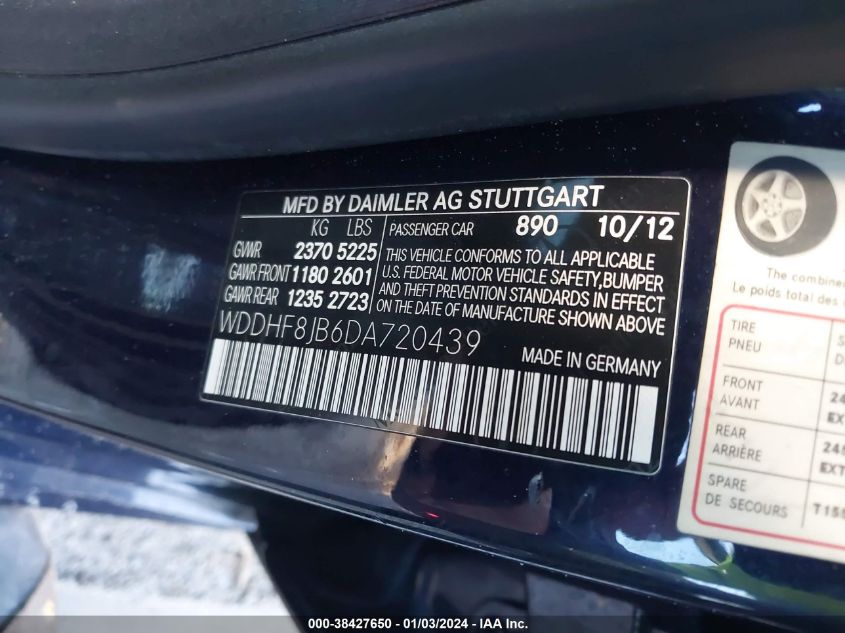 MFD BY DAIMLER AG STUTTGART
KG LBS
GVWR 2370 5225
GAWR FRONT 1180 2601
GAWR REAR 1235 2723
PASSENGER CAR 890 10/12
THIS VEHICLE CONFORMS TO ALL APPLICABLE
U.S. FEDERAL MOTOR VEHICLE SAFETY,BUMPER
AND THEFT PREVENTION STANDARDS IN EFFECT
ON THE DATE OF MANUFACTURE SHOWN ABOVE
WDDHF8JB6DA720439
MADE IN GERMANY
The combined
Le poids total des
TIRE
PNEU
FRONT
AVANT
REAR
ARRIÈRE
SPARE
DE SECOURS
000-38427650 - 01/03/2024 - IAA Inc.